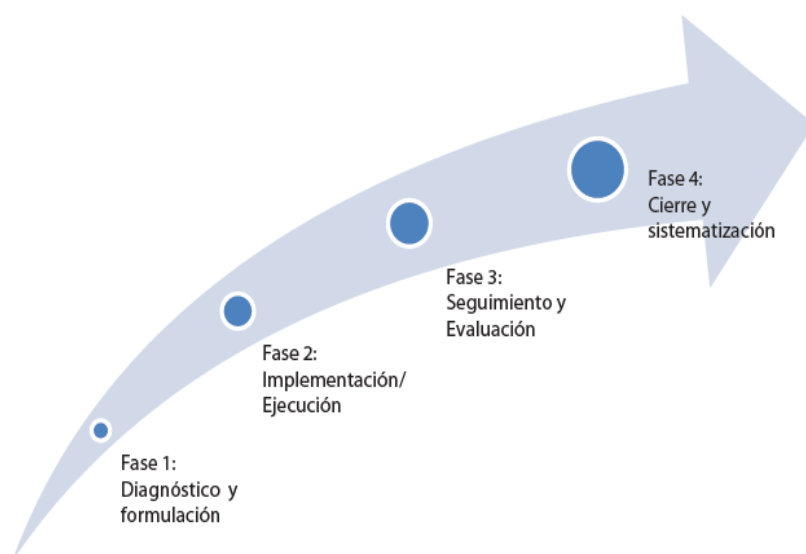 Fase 1:
Diagnóstico y
formulación
Fase 2:
Implementación/
Ejecución
Fase 3:
Seguimiento y
Evaluación
Fase 4:
Cierre y
sistematización